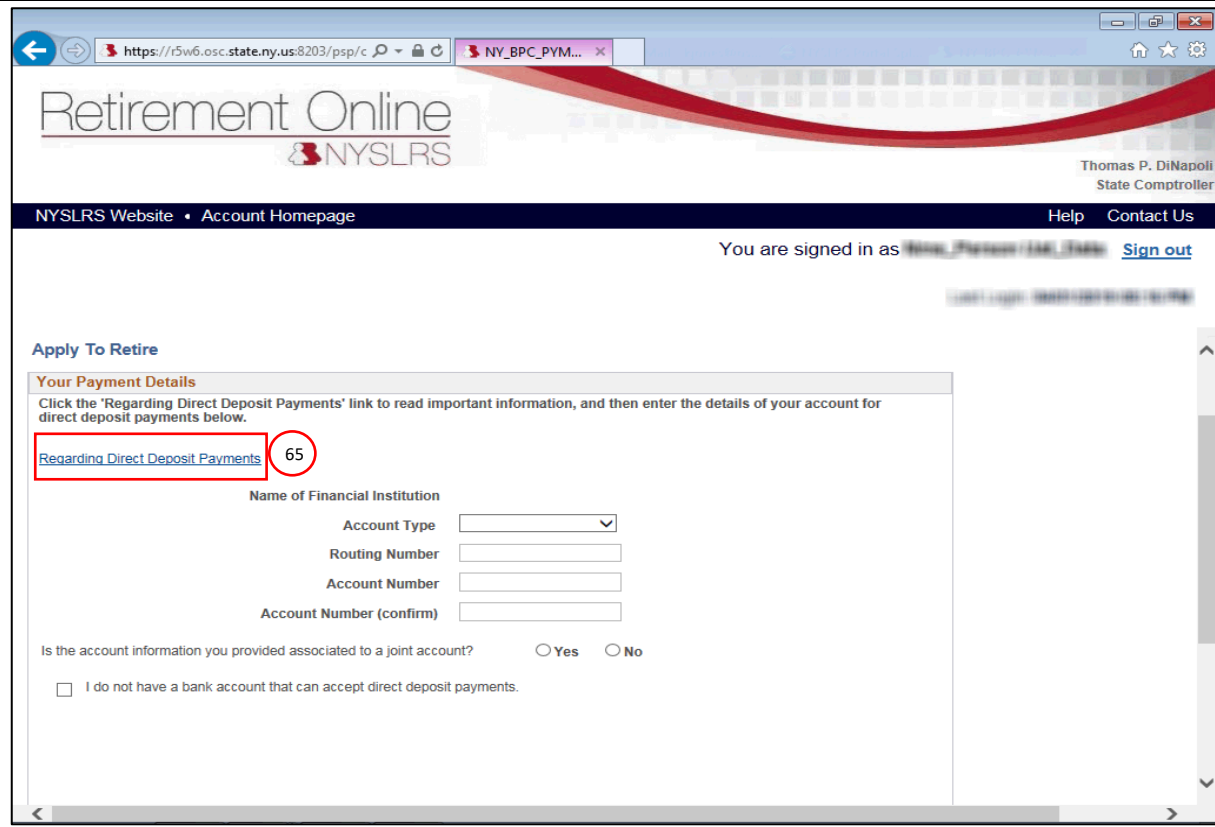 https://r5w6.osc.state.ny.us:8203/psp/c
NY_BPC_PYM...
Retirement Online
NYSLRS
Thomas P. DiNapoli
State Comptroller
NYSLRS Website • Account Homepage Help Contact Us
You are signed in as Sign out
Apply To Retire
Your Payment Details
Click the 'Regarding Direct Deposit Payments' link to read important information, and then enter the details of your account for
direct deposit payments below.
Regarding Direct Deposit Payments 65
Name of Financial Institution
Account Type
Routing Number
Account Number
Account Number (confirm)
Is the account information you provided associated to a joint account? Yes No
I do not have a bank account that can accept direct deposit payments.